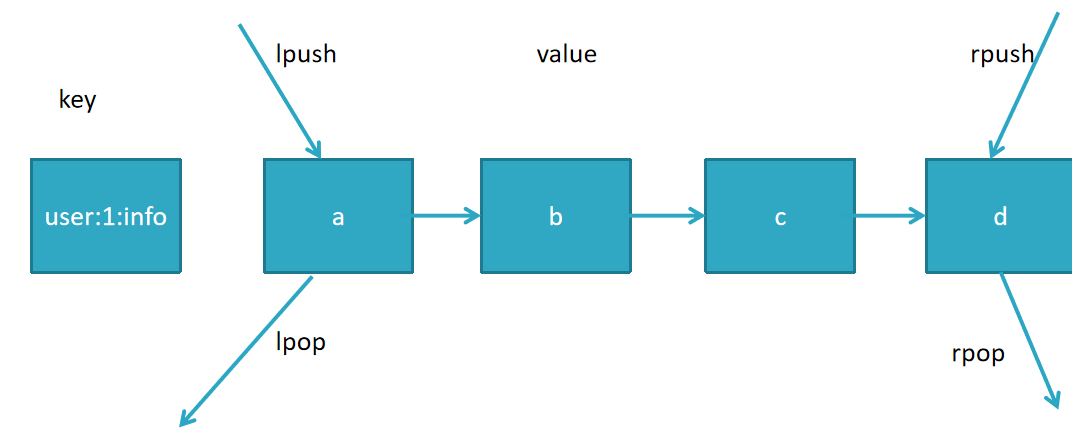 lpush
value
rpush
key
user:1:info
a
b
c
d
lpop
rpop